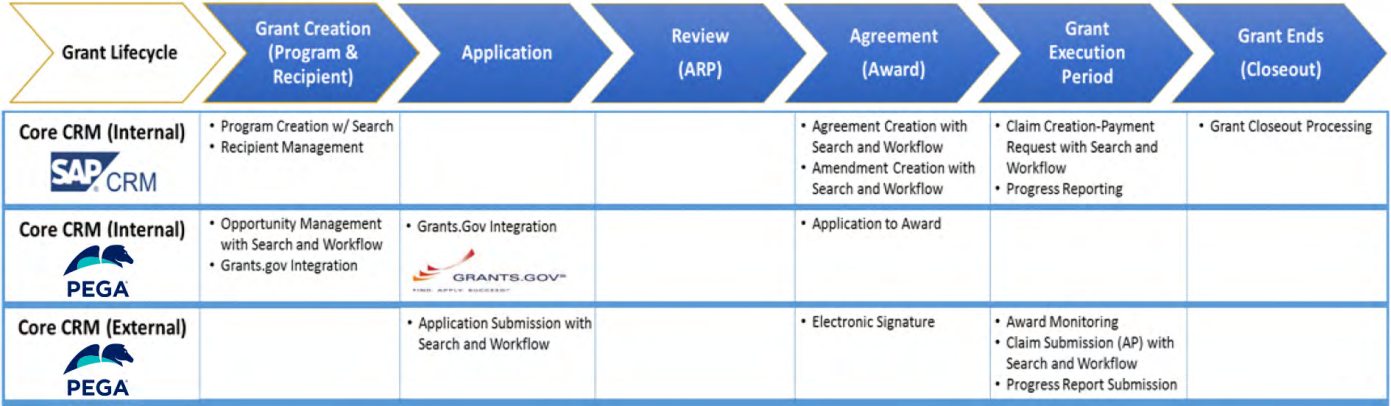 Grant Lifecycle
Grant Creation
(Program &
Recipient)
Application
Review
(ARP)
Agreement
(Award)
Grant
Execution
Period
Grant Ends
(Closeout)
Core CRM (Internal)
SAP CRM
• Program Creation w/ Search
• Recipient Management
• Agreement Creation with
Search and Workflow
• Amendment Creation with
Search and Workflow
• Claim Creation-Payment
Request with Search and
Workflow
• Progress Reporting
• Grant Closeout Processing
Core CRM (Internal)
PEGA
• Opportunity Management
with Search and Workflow
• Grants.gov Integration
• Grants.Gov Integration
GRANTS.GOV℠
FIND. APPLY. SUCCEED.℠
• Application to Award
Core CRM (External)
PEGA
• Application Submission with
Search and Workflow
• Electronic Signature
• Award Monitoring
• Claim Submission (AP) with
Search and Workflow
• Progress Report Submission